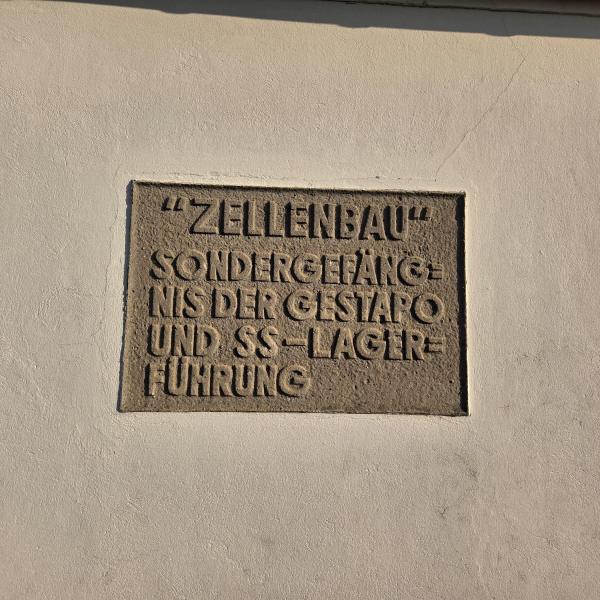 "ZELLENBAU"
SONDERGEFÄNG=
NIS DER GESTAPO
UND SS-LAGER=
FÜHRUNG